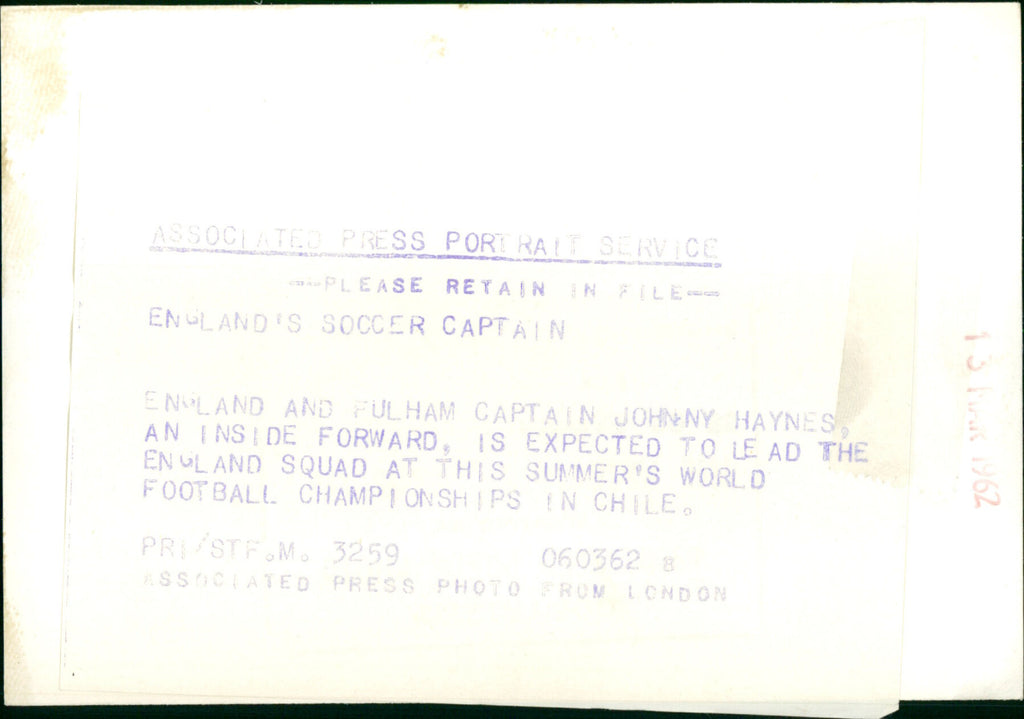 ASSOCIATED PRESS PORTRAIT SERVICE
--PLEASE RETAIN IN FILE--
ENGLAND'S SOCCER CAPTAIN
ENGLAND AND FULHAM CAPTAIN JOHNNY HAYNES,
AN INSIDE FORWARD, IS EXPECTED TO LEAD THE
ENGLAND SQUAD AT THIS SUMMER'S WORLD
FOOTBALL CHAMPIONSHIPS IN CHILE.
PRI/STF.M. 3259 060362 8
ASSOCIATED PRESS PHOTO FROM LONDON
13 1962